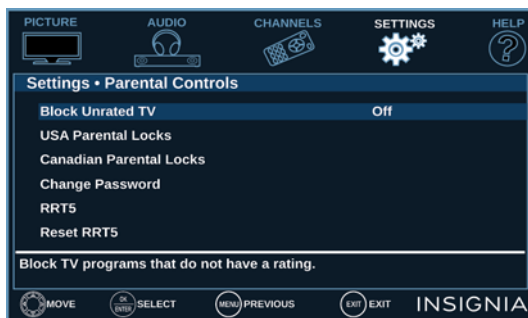 PICTURE AUDIO CHANNELS SETTINGS HELP
Settings • Parental Controls
Block Unrated TV Off
USA Parental Locks
Canadian Parental Locks
Change Password
RRT5
Reset RRT5
Block TV programs that do not have a rating.
MOVE OK ENTER SELECT MENU PREVIOUS EXIT EXIT INSIGNIA